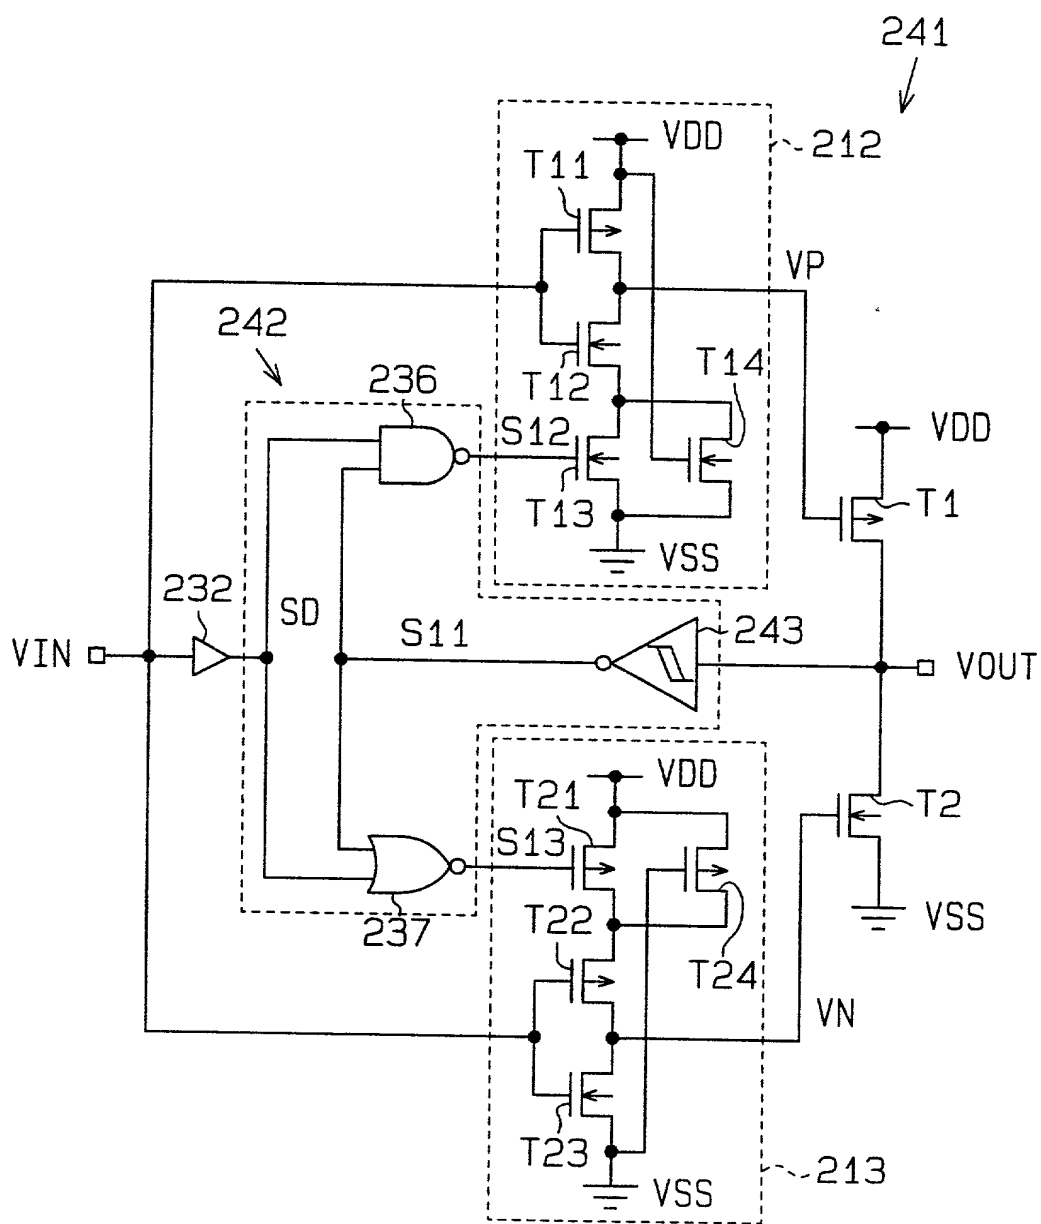 241
VDD
212
T11
VP
242
T14
T12
236
S12
VDD
T13
T1
VSS
232
SD
S11
243
VIN
VOUT
VDD
T21
T2
S13
237
T22
VSS
T24
VN
T23
213
VSS